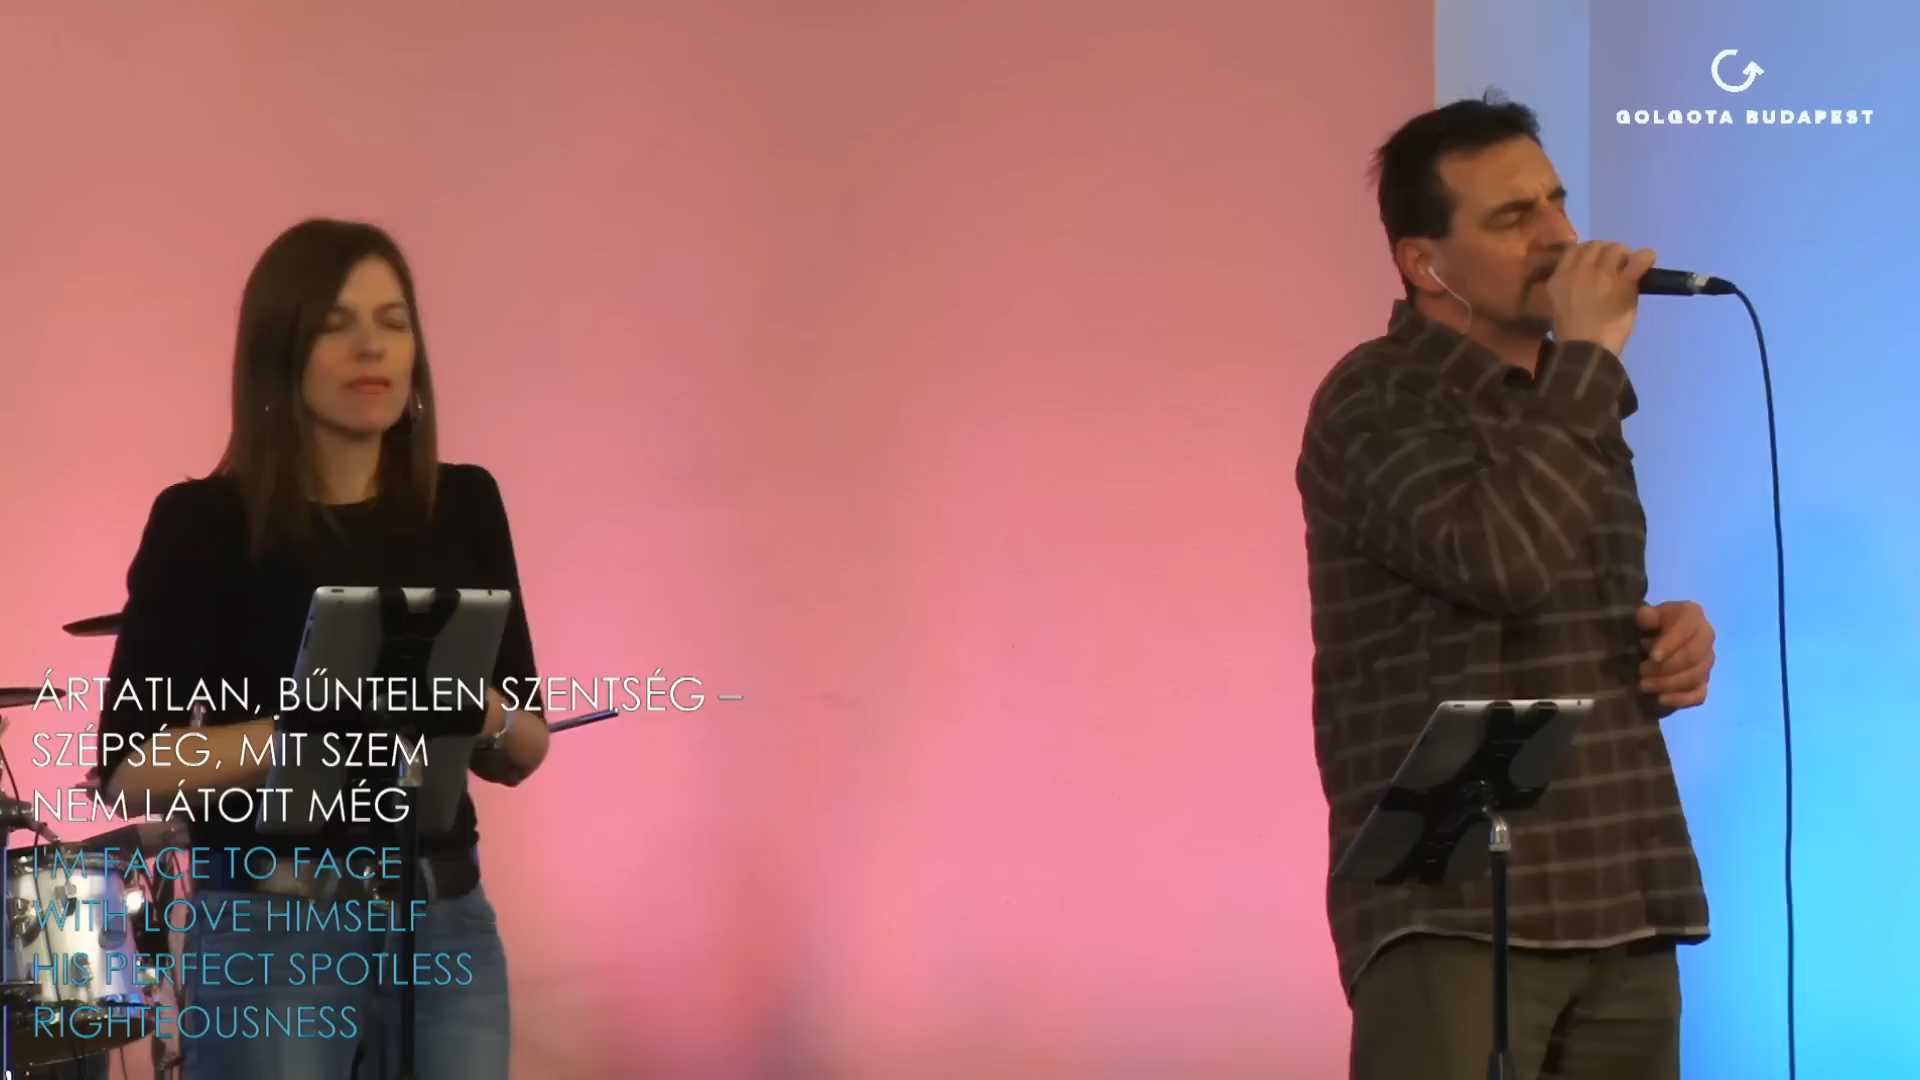 GOLGOTA BUDAPEST
ÁRTATLAN, BŰNTELEN SZENTSÉG –
SZÉPSÉG, MIT SZEM
NEM LÁTOTT MÉG
I'M FACE TO FACE
WITH LOVE HIMSELF
HIS PERFECT SPOTLESS
RIGHTEOUSNESS